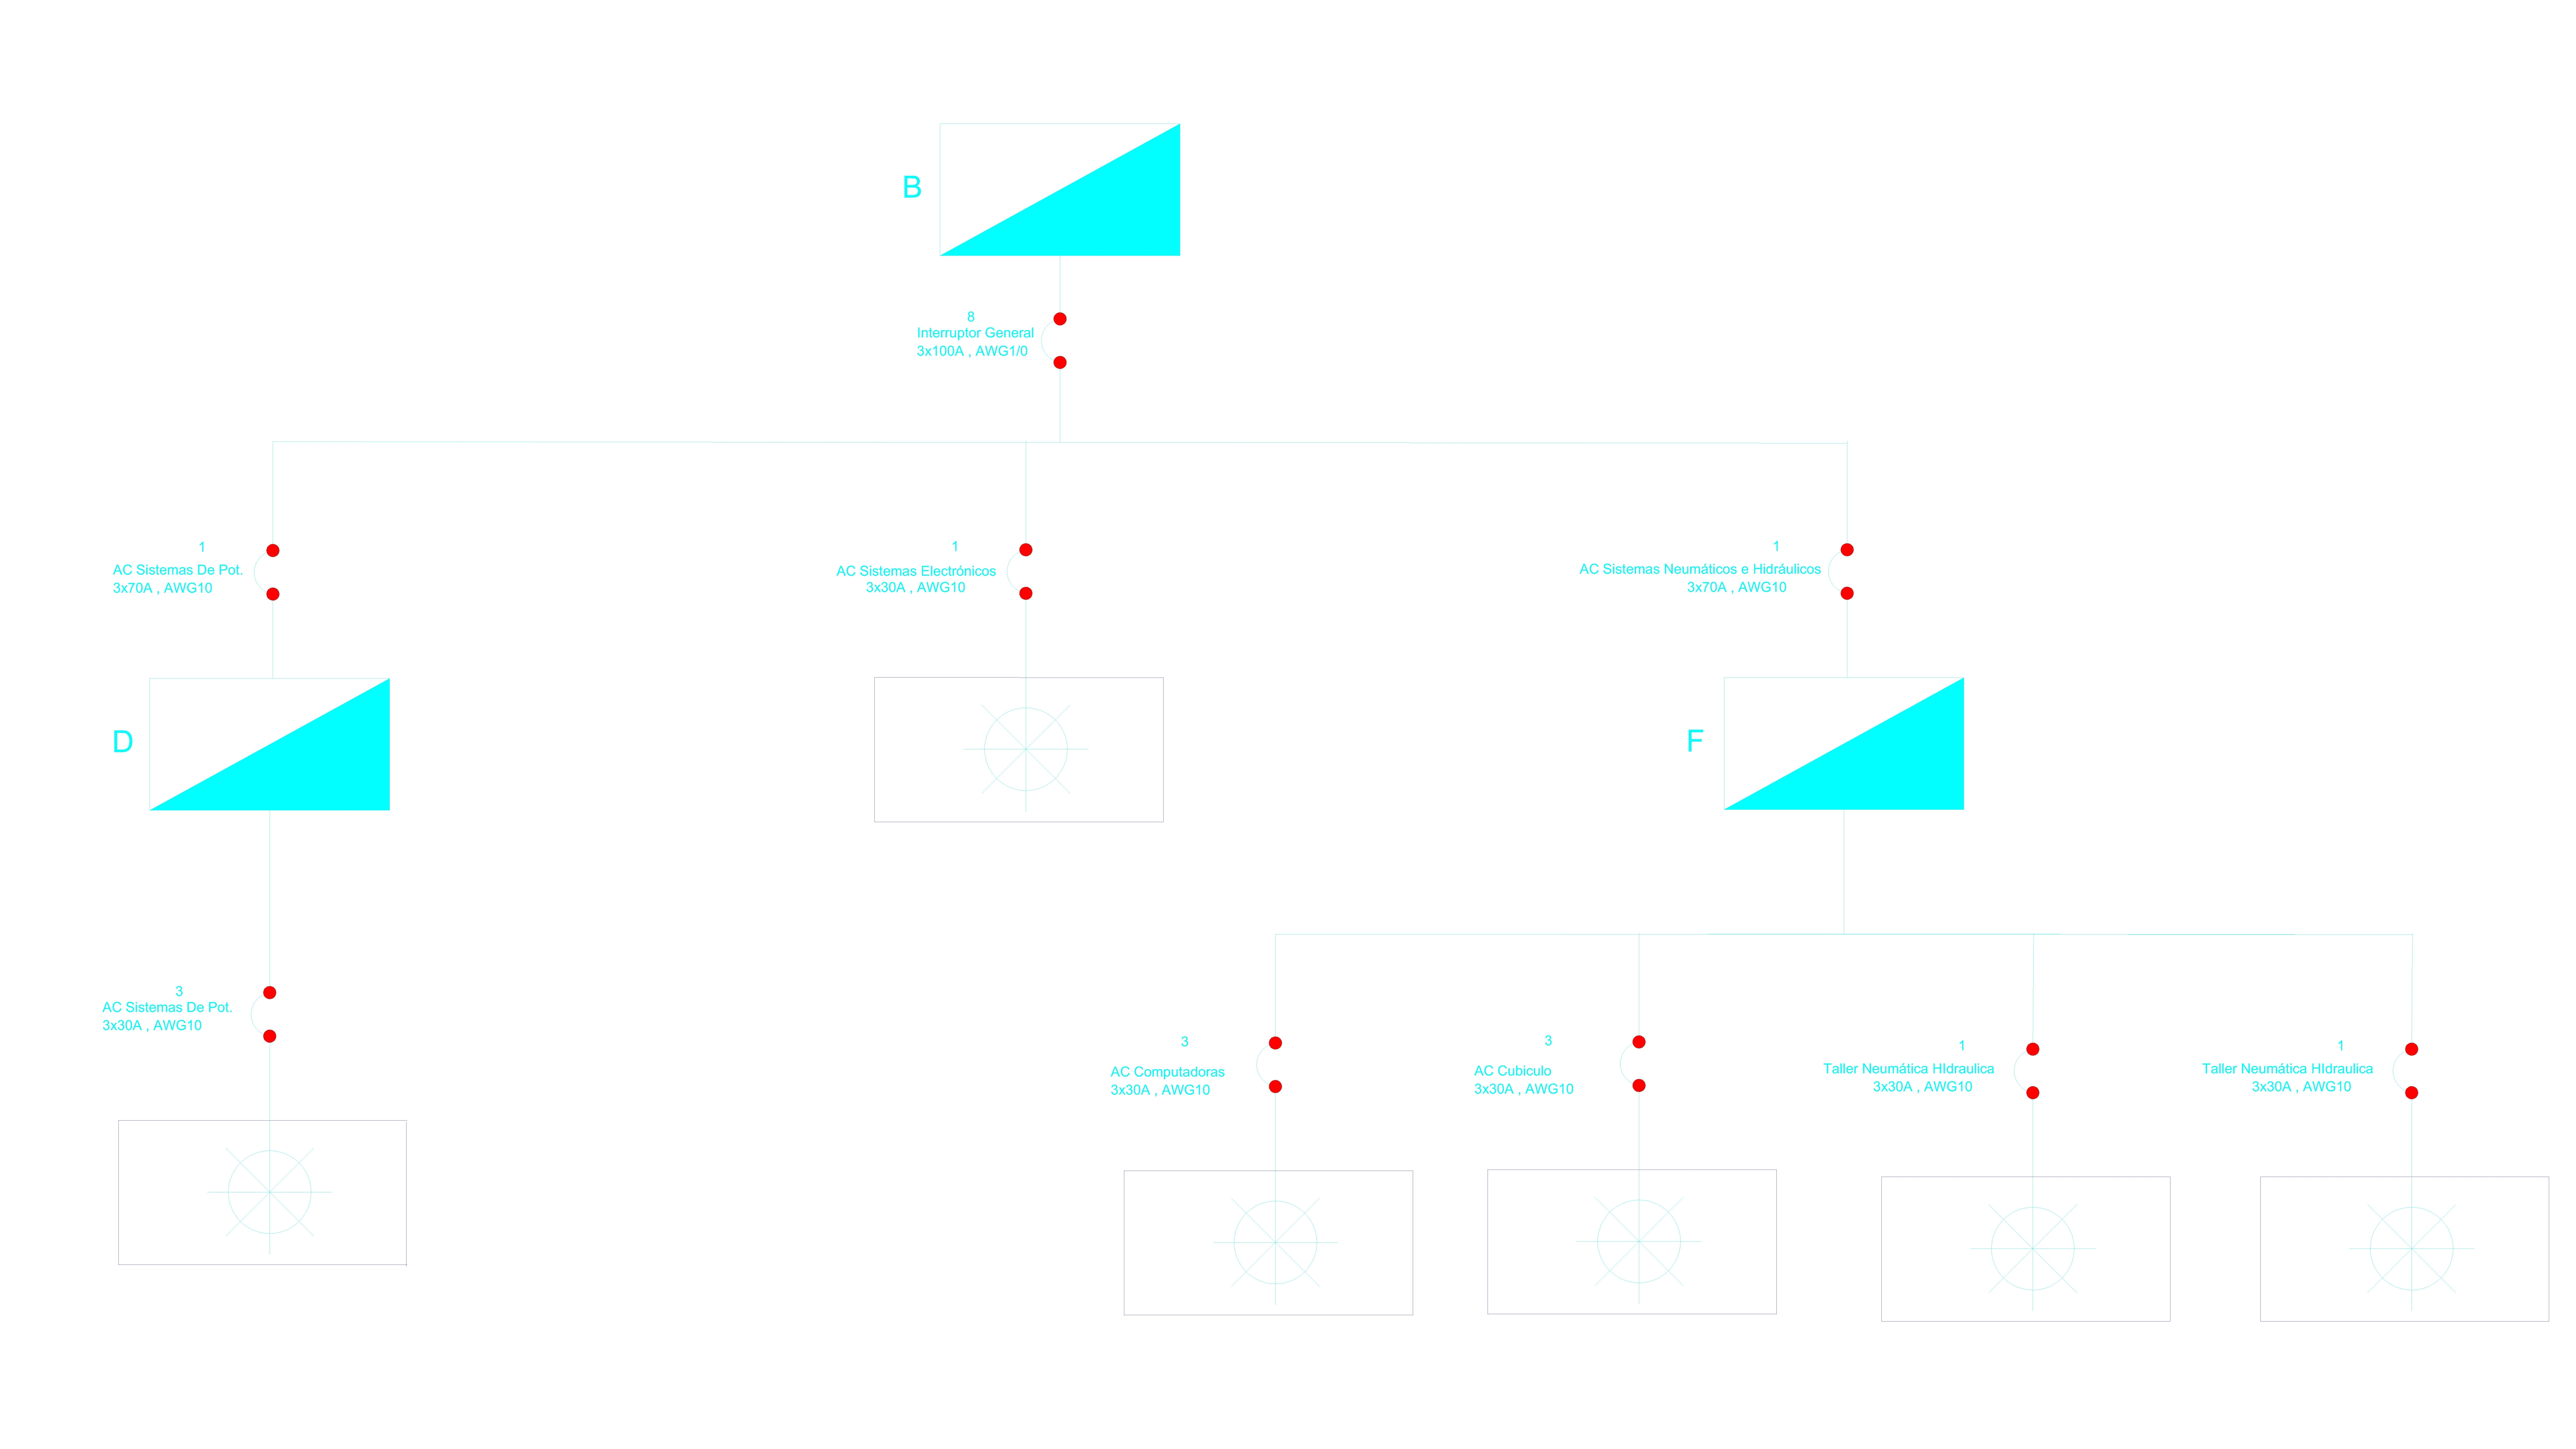 B
8
Interruptor General
3x100A , AWG1/0
1
AC Sistemas De Pot.
3x70A , AWG10
1
AC Sistemas Electrónicos
3x30A , AWG10
1
AC Sistemas Neumáticos e Hidráulicos
3x70A , AWG10
D
F
3
AC Sistemas De Pot.
3x30A , AWG10
3
AC Computadoras
3x30A , AWG10
3
AC Cubiculo
3x30A , AWG10
1
Taller Neumática HIdraulica
3x30A , AWG10
1
Taller Neumática HIdraulica
3x30A , AWG10